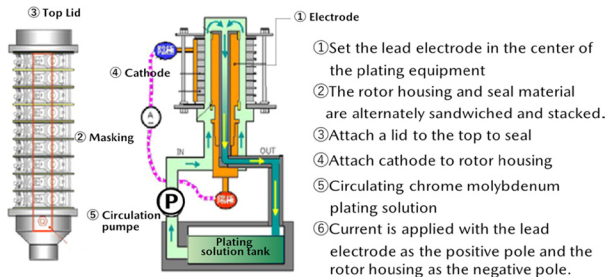 ③ Top Lid
② Masking
① Electrode
④ Cathode
A
IN
OUT
P
⑤ Circulation
pumpe
Plating
solution tank
①Set the lead electrode in the center of
the plating equipment
②The rotor housing and seal material
are alternately sandwiched and stacked.
③Attach a lid to the top to seal
④Attach cathode to rotor housing
⑤Circulating chrome molybdenum
plating solution
⑥Current is applied with the lead
electrode as the positive pole and the
rotor housing as the negative pole.